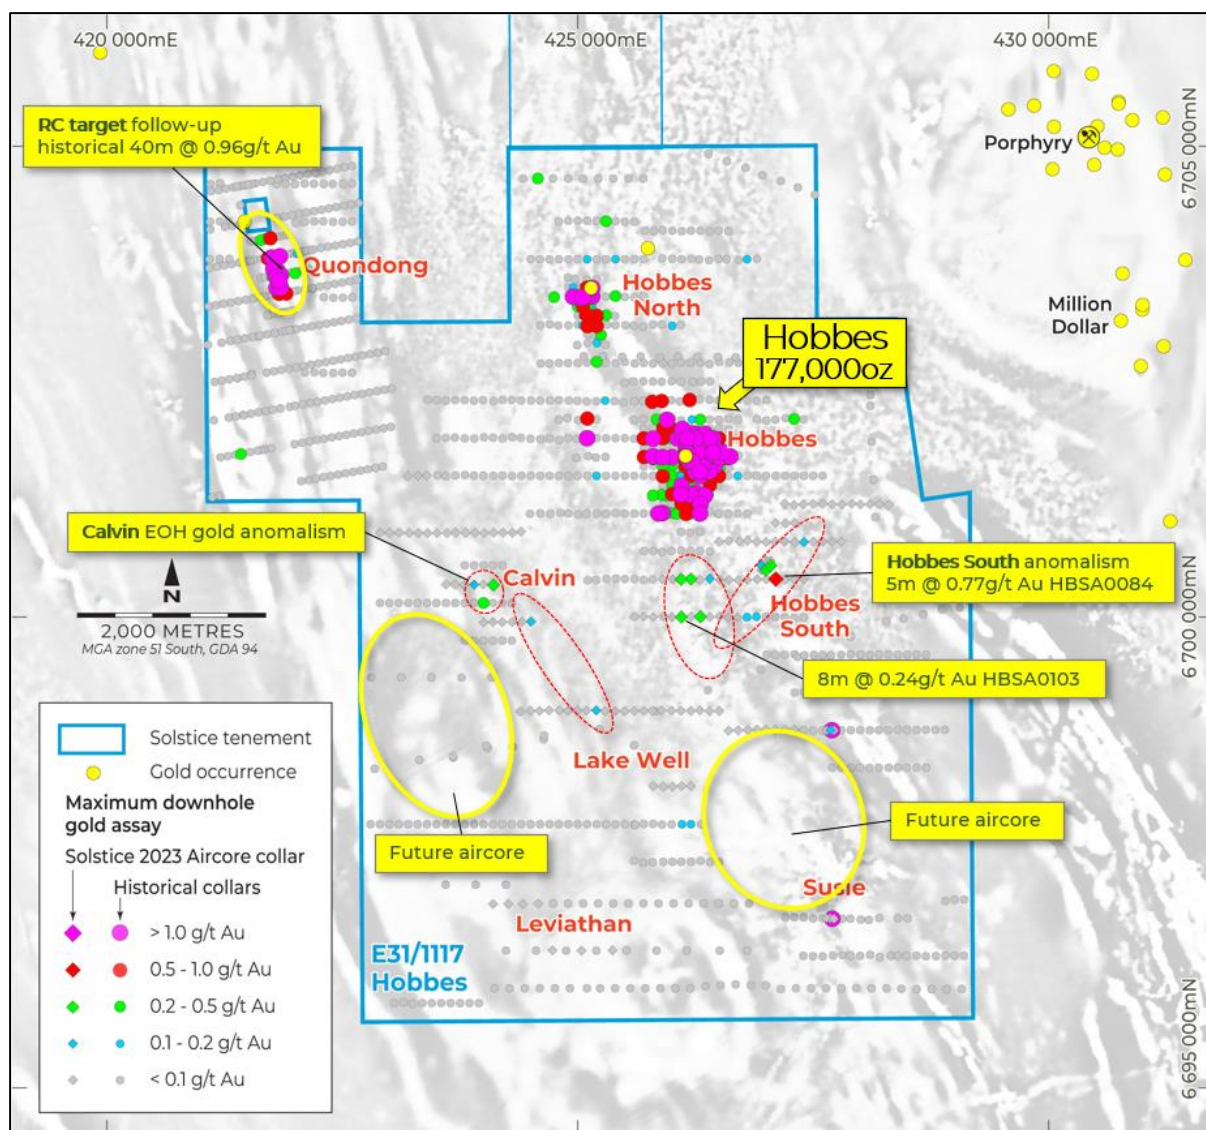 420 000mE
425 000mE
430 000mE
RC target follow-up
historical 40m @ 0.96g/t Au
Porphyry
6 705 000mN
Quondong
Hobbes
North
Million
Dollar
Hobbes
177,000oz
Hobbes
Calvin EOH gold anomalism
Calvin
Hobbes South anomalism
5m @ 0.77g/t Au HBSA0084
N
2,000 METRES
MGA zone 51 South, GDA 94
Hobbes
South
6 700 000mN
8m @ 0.24g/t Au HBSA0103
Lake Well
Future aircore
Future aircore
Susie
Leviathan
E31/1117
Hobbes
6 695 000mN
Solstice tenement
Gold occurrence
Maximum downhole
gold assay
Solstice 2023 Aircore collar
Historical collars
> 1.0 g/t Au
0.5 - 1.0 g/t Au
0.2 - 0.5 g/t Au
0.1 - 0.2 g/t Au
< 0.1 g/t Au